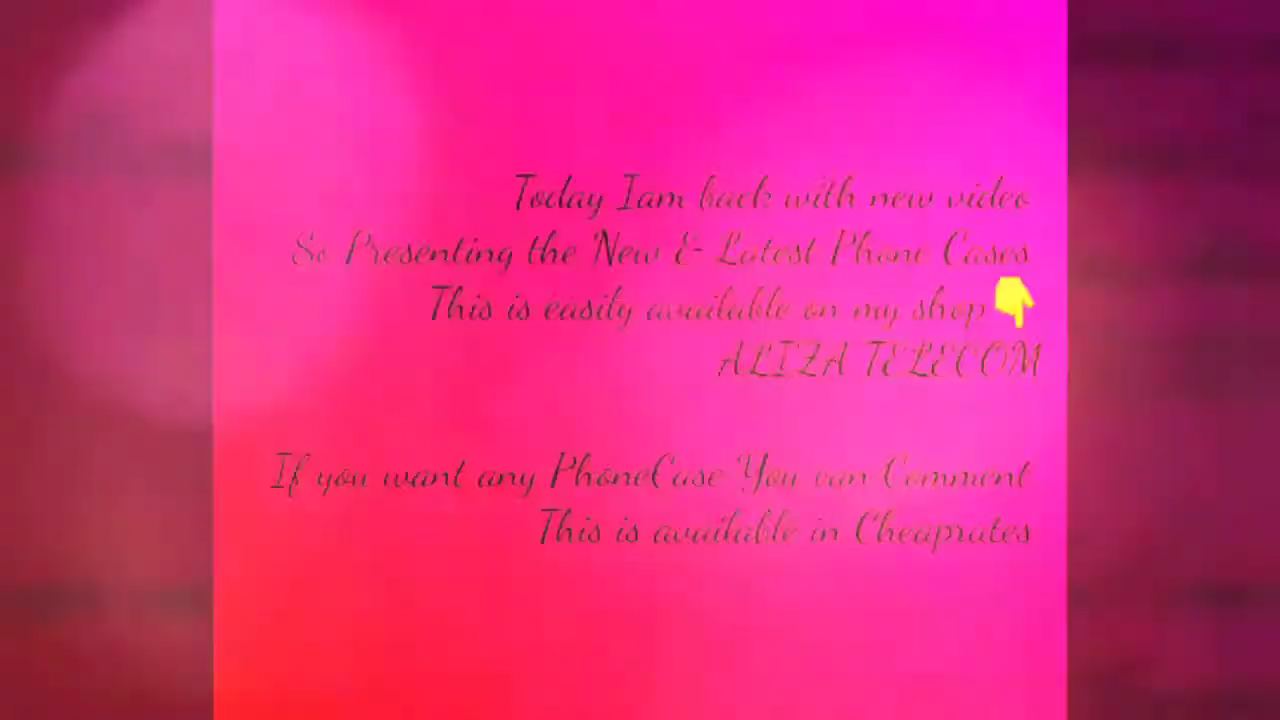 Today Iam back with new video
So Presenting the New & Latest Phone Cases
This is easily available on my shop👇
ALIZA TELECOM
If you want any PhoneCase You can Comment
This is available in Cheaprates